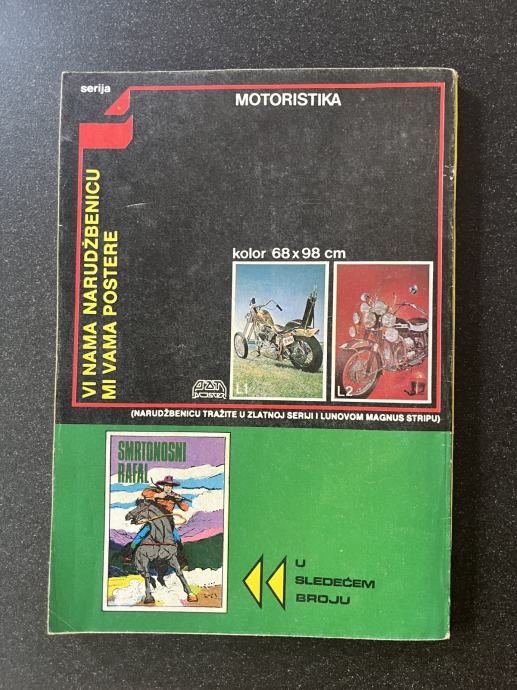 serija
MOTORISTIKA
VI NAMA NARUDŽBENICU
MI VAMA POSTERE
kolor 68 x 98 cm
L1
L2
POSTER
(NARUDŽBENICU TRAŽITE U ZLATNOJ SERIJI I LUNOVOM MAGNUS STRIPU)
SMRTONOSNI
RAFAL
U
SLEDEĆEM
BROJU